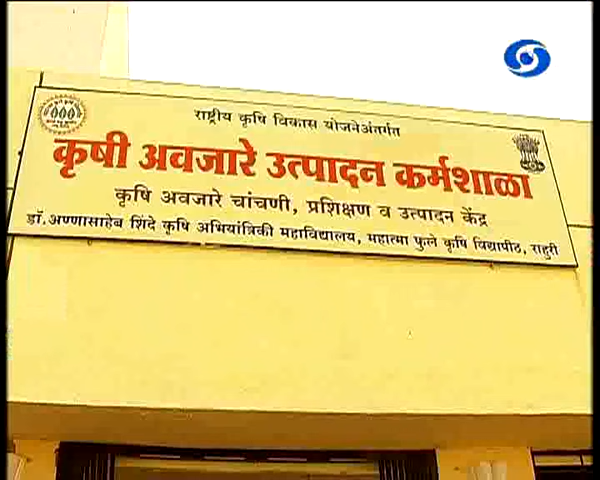 राष्ट्रीय कृषि विकास योजनेअंतर्गत
कृषी अवजारे उत्पादन कर्मशाळा
कृषि अवजारे चांचणी, प्रशिक्षण व उत्पादन केंद्र
डॉ.अण्णासाहेब शिंदे कृषि अभियांत्रिकी महाविद्यालय, महात्मा फुले कृषि विद्यापीठ, राहुरी